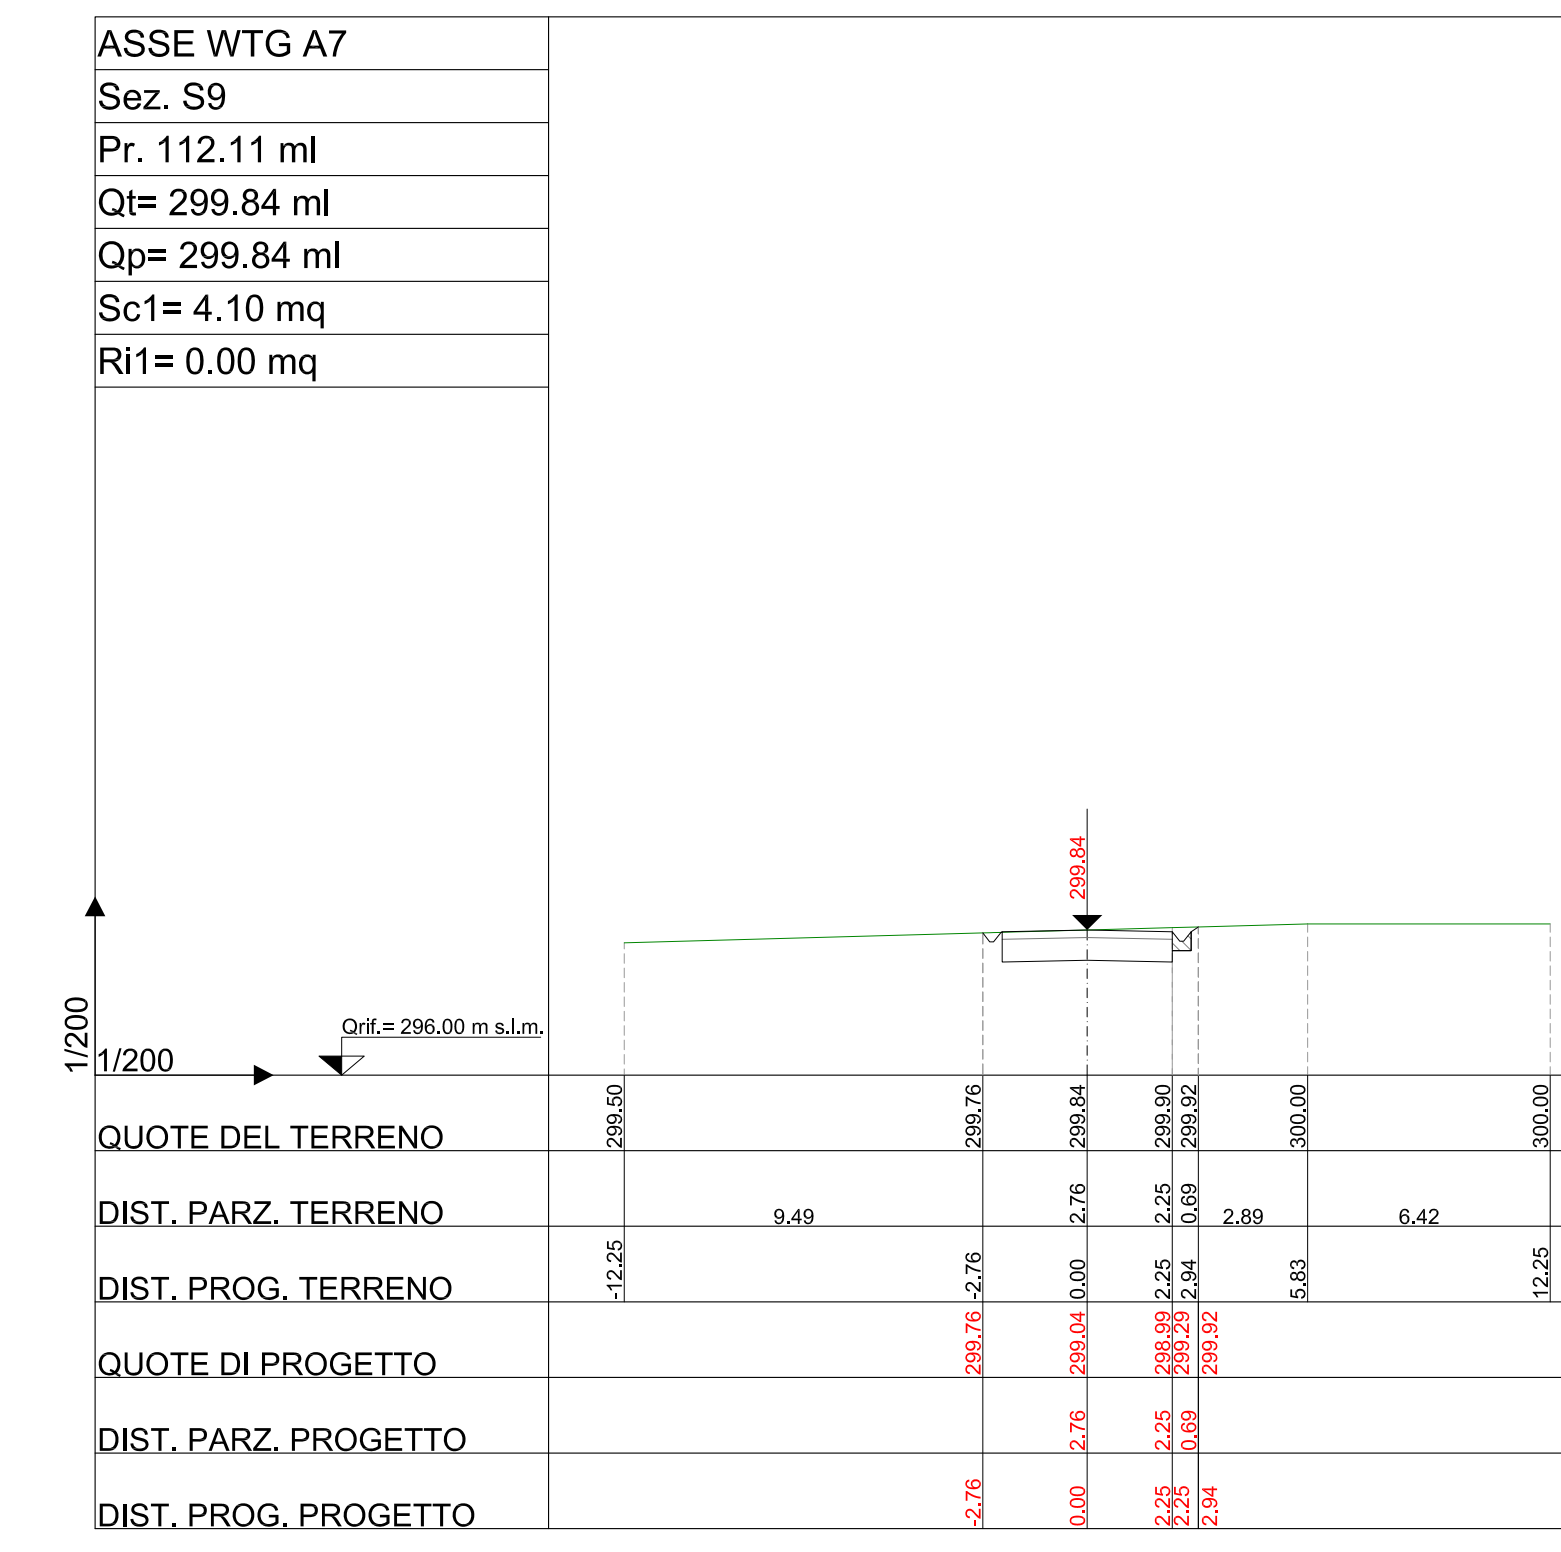 ASSE WTG A7
Sez. S9
Pr. 112.11 ml
Qt= 299.84 ml
Qp= 299.84 ml
Sc1= 4.10 mq
Ri1= 0.00 mq
299.84
1/200
1/200
Qrif.= 296.00 m s.l.m.
QUOTE DEL TERRENO 299.50 299.76 299.84 299.90 299.92 300.00 300.00
DIST. PARZ. TERRENO 9.49 2.76 2.25 0.69 2.89 6.42
DIST. PROG. TERRENO -12.25 -2.76 0.00 2.25 2.94 5.83 12.25
QUOTE DI PROGETTO 299.76 299.04 298.99 299.29 299.92
DIST. PARZ. PROGETTO 2.76 2.25 0.69
DIST. PROG. PROGETTO -2.76 0.00 2.25 2.25 2.94